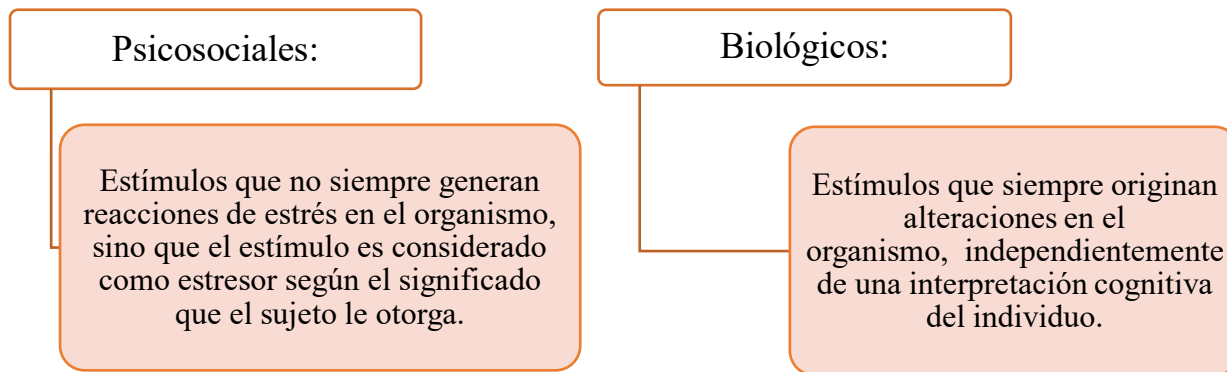 Psicosociales:
Estímulos que no siempre generan
reacciones de estrés en el organismo,
sino que el estímulo es considerado
como estresor según el significado
que el sujeto le otorga.
Biológicos:
Estímulos que siempre originan
alteraciones en el
organismo, independientemente
de una interpretación cognitiva
del individuo.